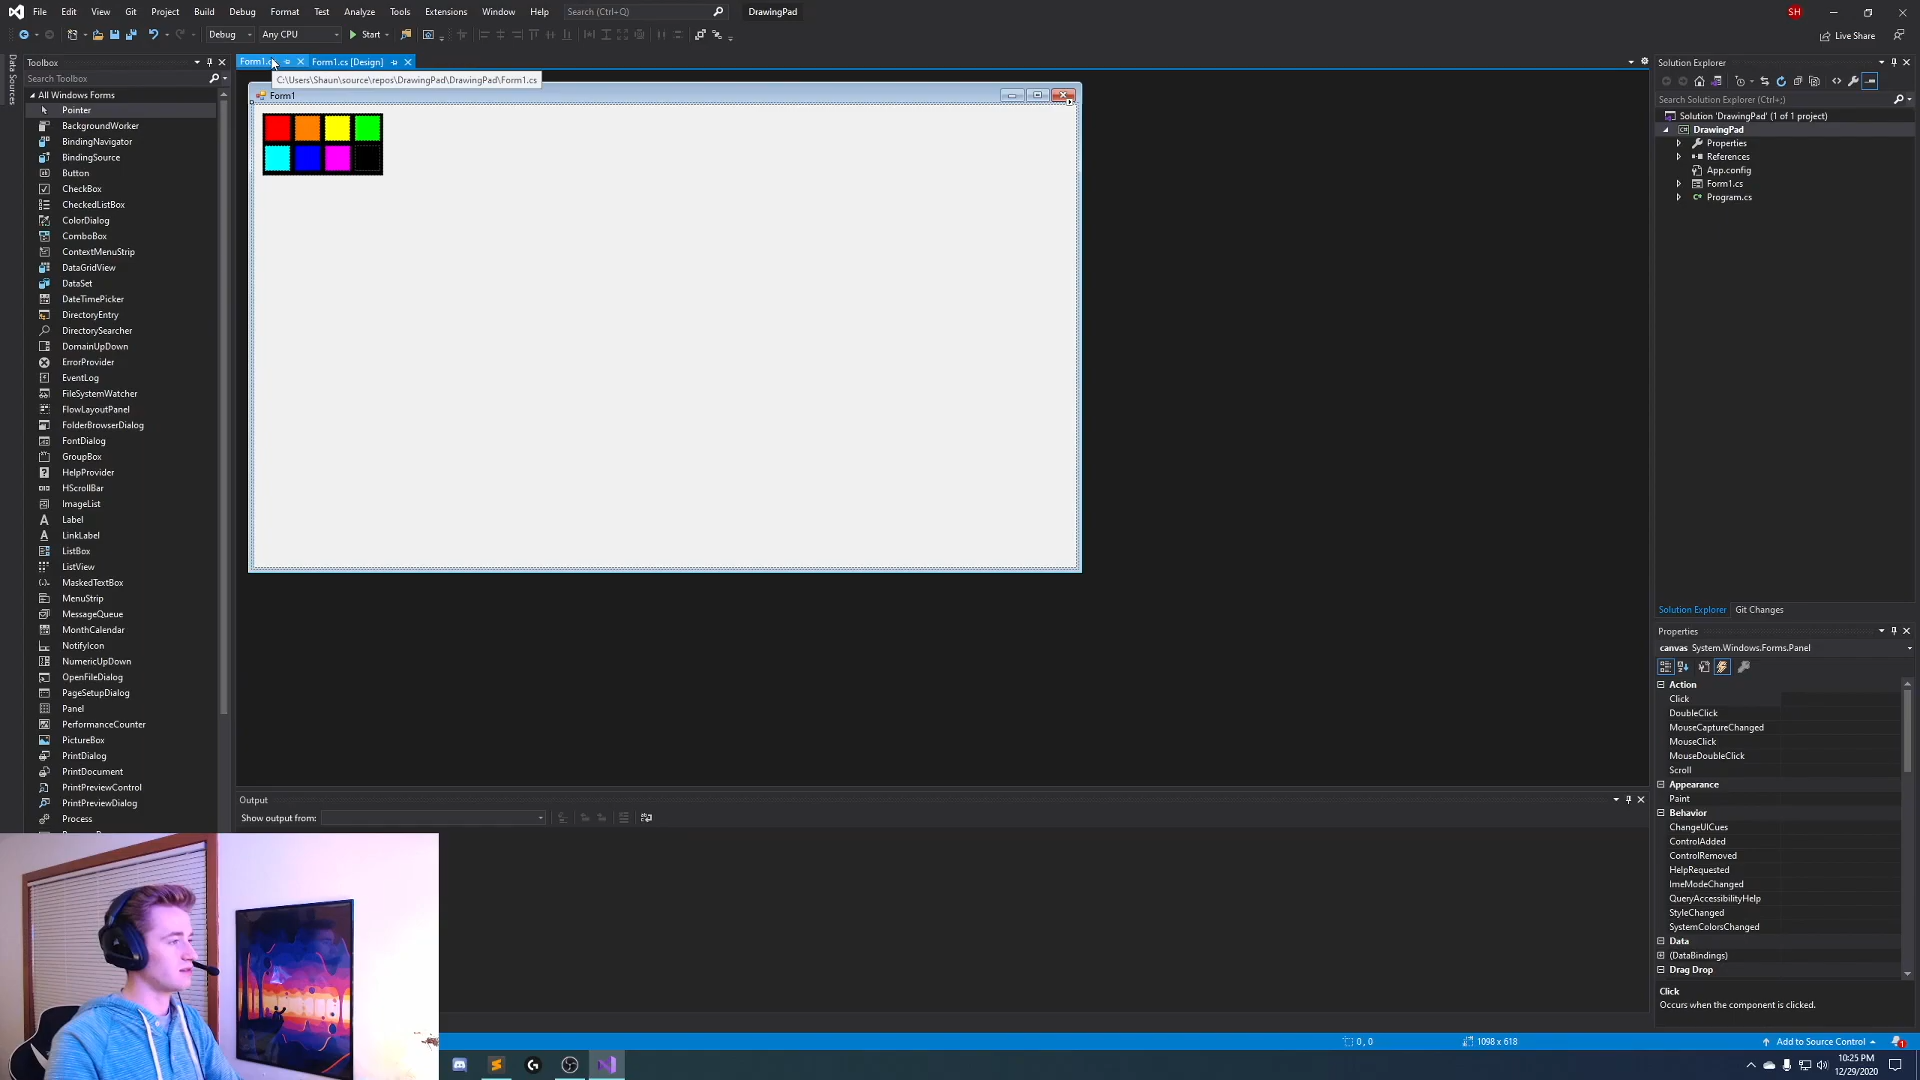 File Edit View Git Project Build Debug Format Test Analyze Tools Extensions Window Help Search (Ctrl+Q) DrawingPad SH
Debug Any CPU Start Live Share
Data Sources
Toolbox
Search Toolbox
All Windows Forms
Pointer
BackgroundWorker
BindingNavigator
BindingSource
Button
CheckBox
CheckedListBox
ColorDialog
ComboBox
ContextMenuStrip
DataGridView
DataSet
DateTimePicker
DirectoryEntry
DirectorySearcher
DomainUpDown
ErrorProvider
EventLog
FileSystemWatcher
FlowLayoutPanel
FolderBrowserDialog
FontDialog
GroupBox
HelpProvider
HScrollBar
ImageList
Label
LinkLabel
ListBox
ListView
MaskedTextBox
MenuStrip
MessageQueue
MonthCalendar
NotifyIcon
NumericUpDown
OpenFileDialog
PageSetupDialog
Panel
PerformanceCounter
PictureBox
PrintDialog
PrintDocument
PrintPreviewControl
PrintPreviewDialog
Process
Form1.cs [Design]
C:\Users\Shaun\source\repos\DrawingPad\DrawingPad\Form1.cs
Form1
Output
Show output from:
Solution Explorer
Search Solution Explorer (Ctrl+;)
Solution 'DrawingPad' (1 of 1 project)
DrawingPad
Properties
References
App.config
Form1.cs
Program.cs
Solution Explorer Git Changes
Properties
canvas System.Windows.Forms.Panel
Action
Click
DoubleClick
MouseCaptureChanged
MouseClick
MouseDoubleClick
Scroll
Appearance
Paint
Behavior
ChangeUICues
ControlAdded
ControlRemoved
HelpRequested
ImeModeChanged
QueryAccessibilityHelp
StyleChanged
SystemColorsChanged
Data
(DataBindings)
Drag Drop
Click
Occurs when the component is clicked.
0 , 0 1098 x 618 Add to Source Control 1
10:25 PM
12/29/2020